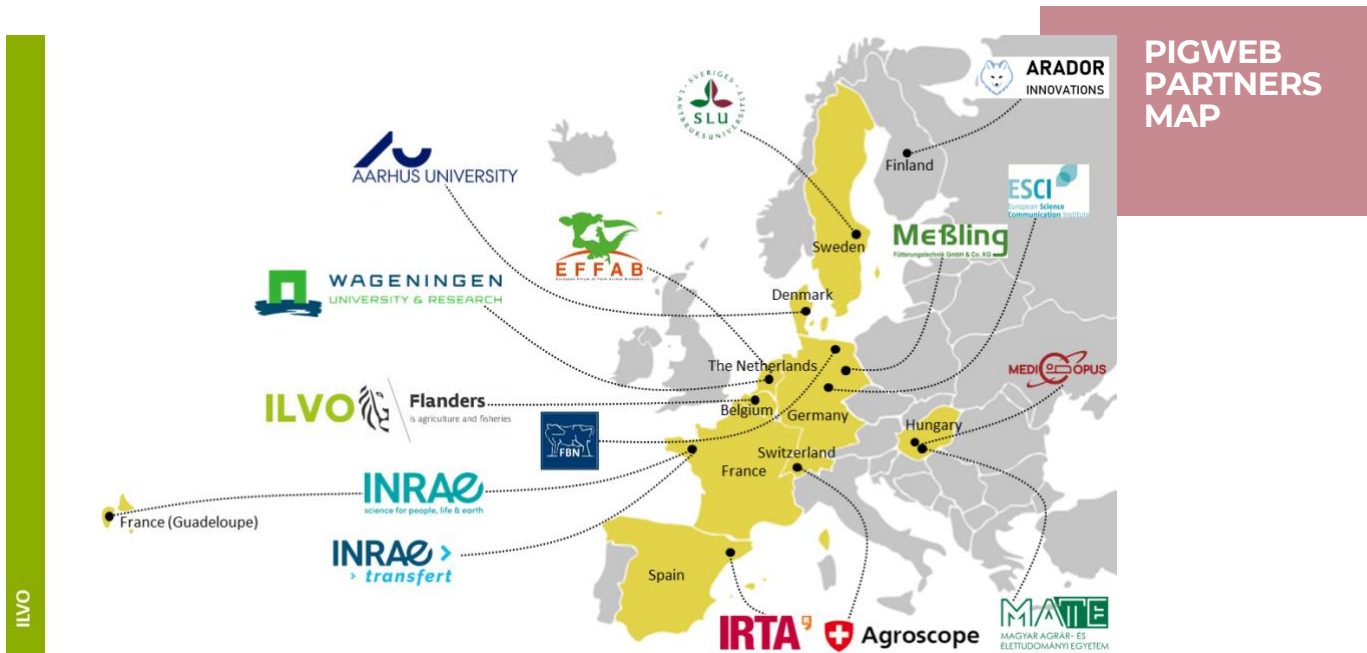 PIGWEB
PARTNERS
MAP
ARADOR
INNOVATIONS
SVERIGES
LANTBRUKSUNIVERSITET
SLU
Finland
AARHUS UNIVERSITY
ESCI
European Science
Communication Institute
EFFAB
Sweden
Meßling
Fütterungstechnik GmbH & Co. KG
WAGENINGEN
UNIVERSITY & RESEARCH
Denmark
The Netherlands
MEDICOPUS
ILVO
Flanders
is agriculture and fisheries
Belgium
Germany
Hungary
FBN
Switzerland
France
INRAE
science for people, life & earth
France (Guadeloupe)
INRAE
transfert
Spain
ILVO
IRTA
Agroscope
MATE
MAGYAR AGRÁR- ÉS
ÉLETTUDOMÁNYI EGYETEM